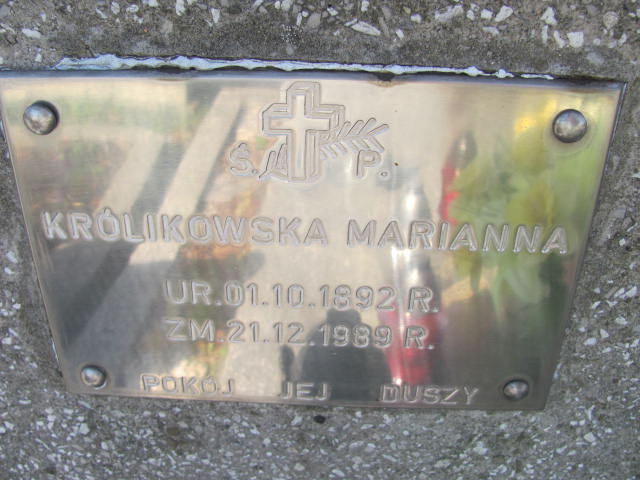 Ś. P.
KRÓLIKOWSKA MARIANNA
UR.01.10.1892 R.
ZM.21.12.1989 R.
POKÓJ JEJ DUSZY